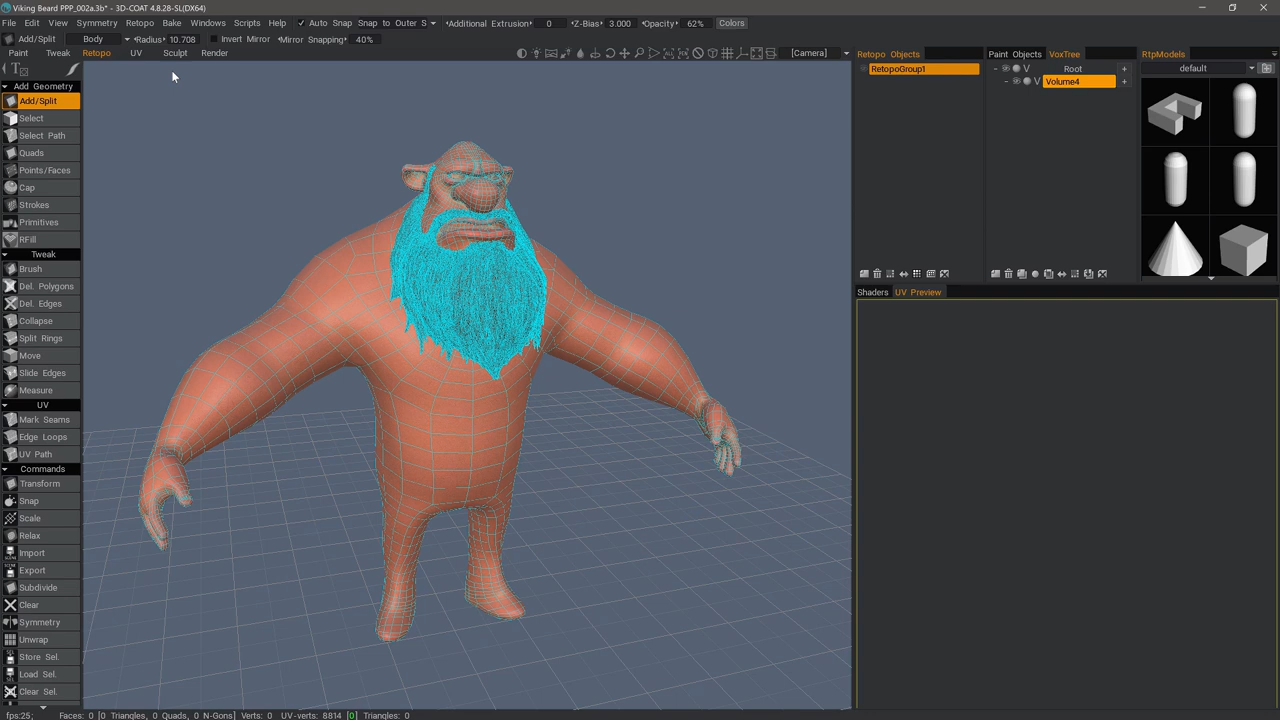 Viking Beard PPP_002a.3b* - 3D-COAT 4.8.28-SL(DX64)
File Edit View Symmetry Retopo Bake Windows Scripts Help Auto Snap Snap to Outer S Additional Extrusion 0 Z-Bias 3.000 Opacity 62% Colors
Add/Split Body Radius 10.708 Invert Mirror Mirror Snapping 40%
Paint Tweak Retopo UV Sculpt Render [Camera]
Add Geometry
Add/Split
Select
Select Path
Quads
Points/Faces
Cap
Strokes
Primitives
RFill
Tweak
Brush
Del. Polygons
Del. Edges
Collapse
Split Rings
Move
Slide Edges
Measure
UV
Mark Seams
Edge Loops
UV Path
Commands
Transform
Snap
Scale
Relax
Import
Export
Subdivide
Clear
Symmetry
Unwrap
Store Sel.
Load Sel.
Clear Sel.
Retopo Objects
RetopoGroup1
Paint Objects VoxTree
V Root +
V Volume4 +
RtpModels
default
Shaders UV Preview
fps:25; Faces: 0 [0 Triangles, 0 Quads, 0 N-Gons] Verts: 0 UV-verts: 8814 [0] Triangles: 0